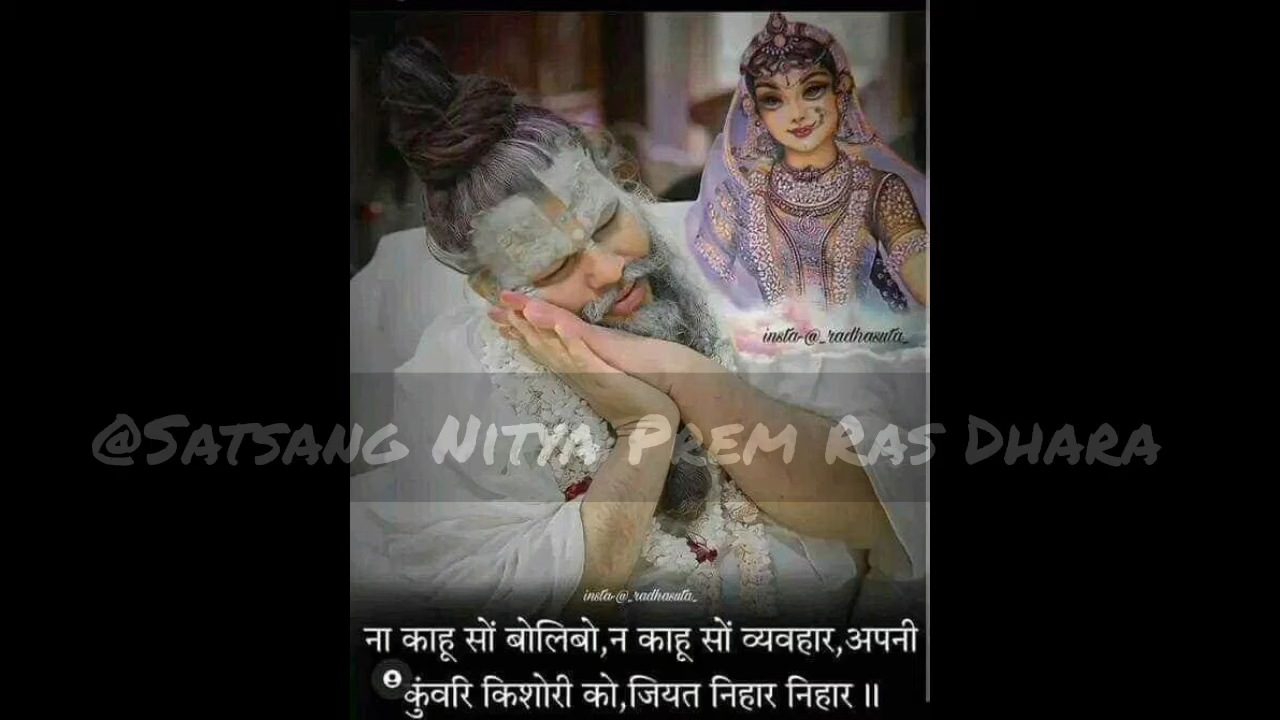 insta-@_radhasuta_
@Satsang Nitya Prem Ras Dhara
insta-@_radhasuta_
ना काहू सों बोलिबो,न काहू सों व्यवहार,अपनी
कुंवरि किशोरी को,जियत निहार निहार ॥